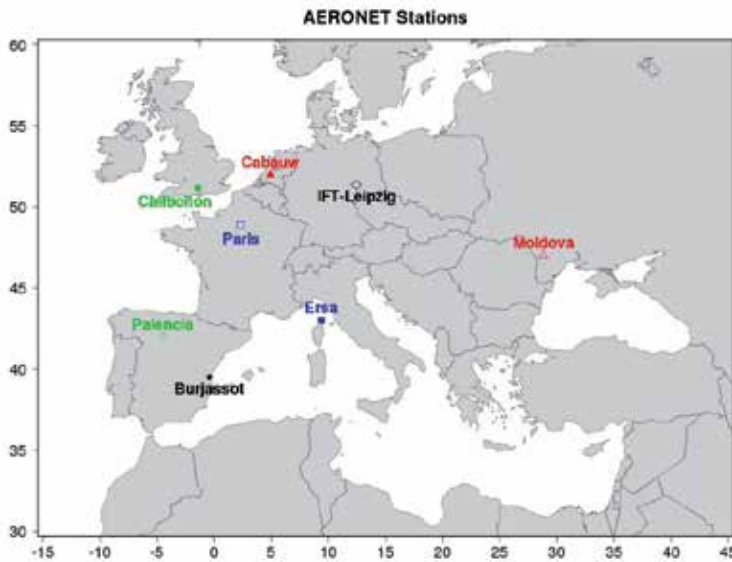 AERONET Stations
60
55
50
45
40
35
30
Cabauw
IFT-Leipzig
Chilbolton
Paris
Moldova
Ersa
Palencia
Burjassot
-15 -10 -5 0 5 10 15 20 25 30 35 40 45